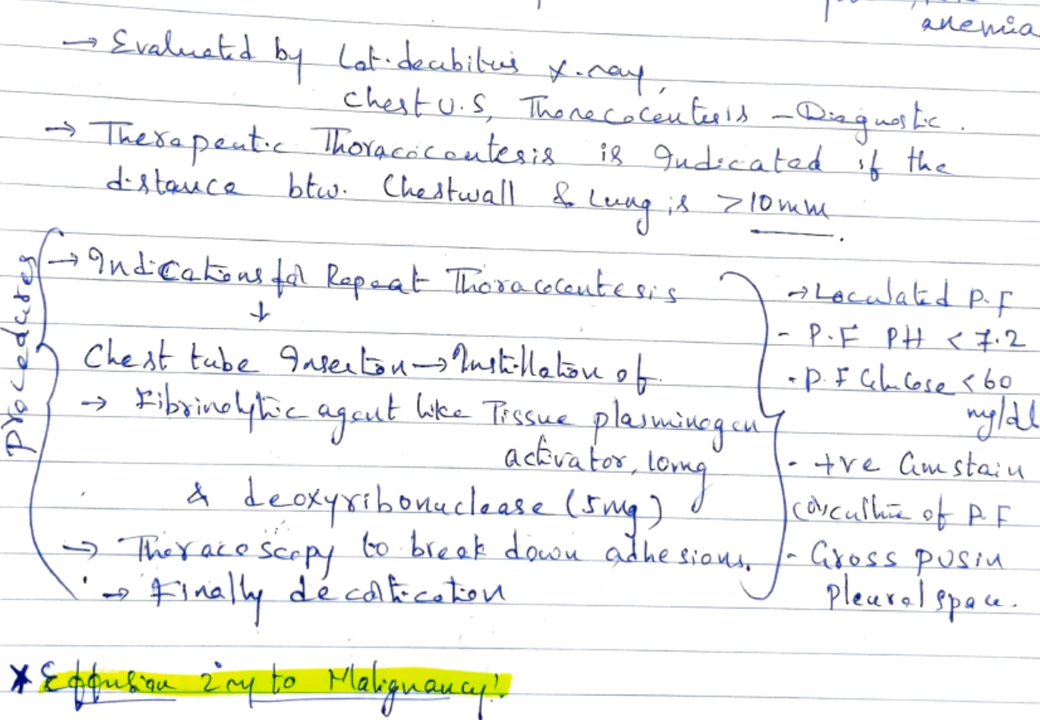 anemia
→ Evaluated by Lat. decubitus x-ray,
chest U.S, Thoracocentesis – Diagnostic.
→ Therapeutic Thoracocentesis is Indicated if the
distance btw. Chestwall & Lung is >10mm.
Procedures
→ Indications for Repeat Thoracocentesis
↓
Chest tube Insertion → Instillation of
→ Fibrinolytic agent like Tissue plasminogen
activator, 10mg
& deoxyribonuclease (5mg)
→ Thoracoscopy to break down adhesions.
→ Finally decortication
→ Loculated P.F
- P.F PH < 7.2
- P.F Glucose < 60
mg/dl
- +ve Gmstain
(or) culture of P.F
- Gross pus in
pleural space.
* Effusion 2ry to Malignancy: